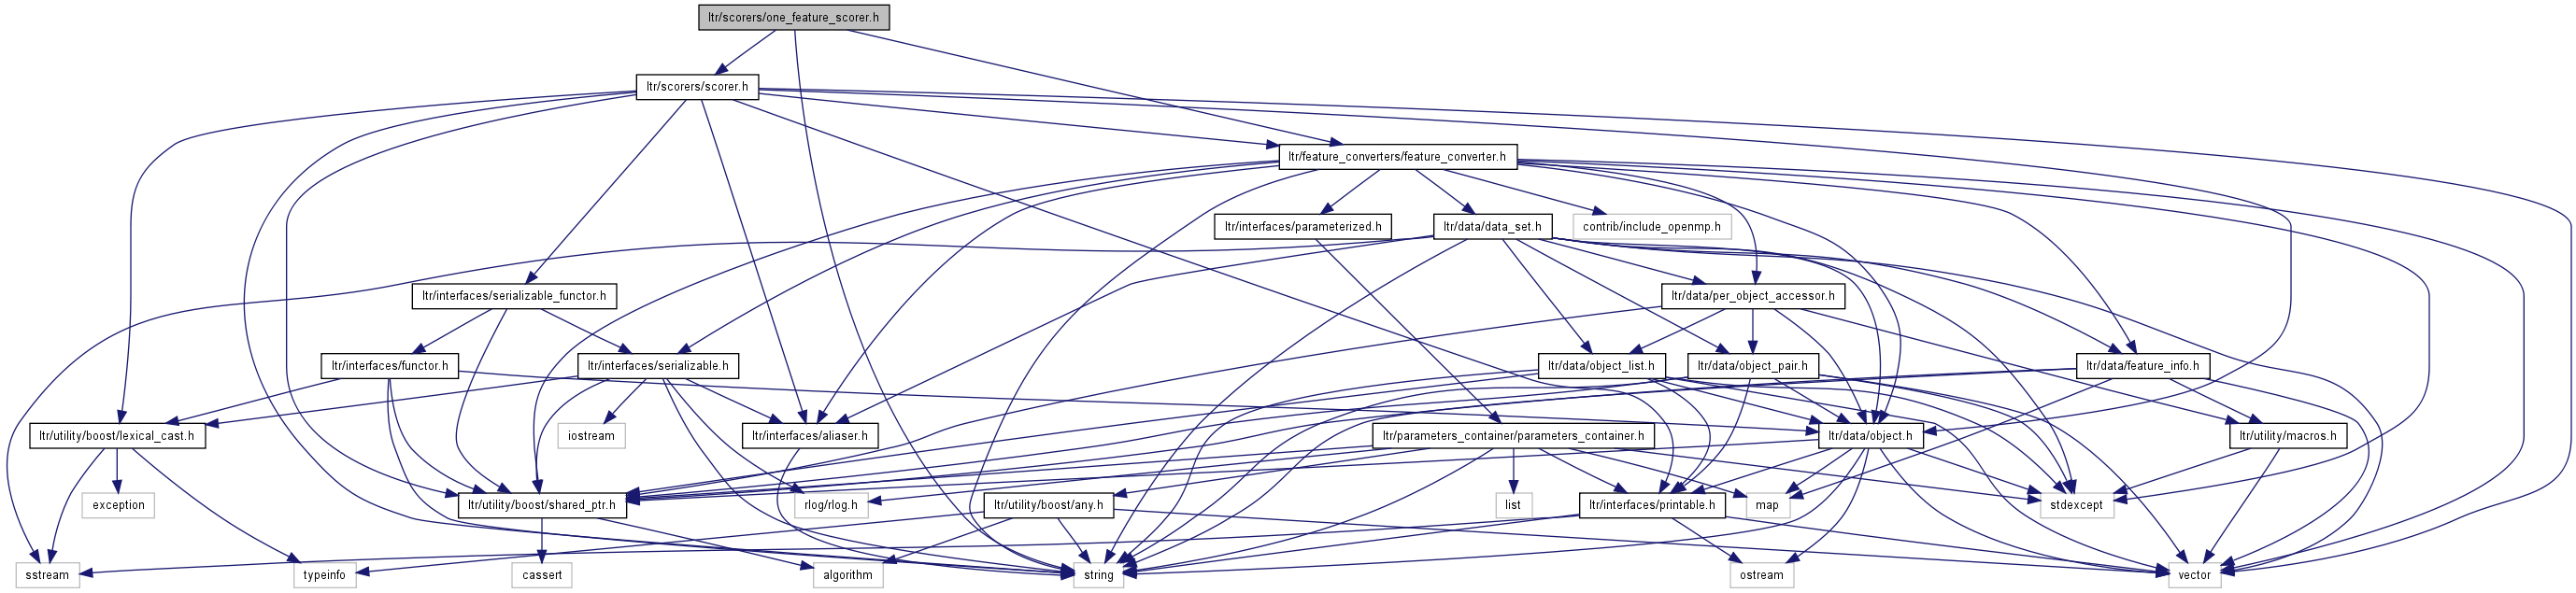 ltr/scorers/one_feature_scorer.h
ltr/scorers/scorer.h
ltr/feature_converters/feature_converter.h
ltr/interfaces/parameterized.h
ltr/data/data_set.h
contrib/include_openmp.h
ltr/interfaces/serializable_functor.h
ltr/data/per_object_accessor.h
ltr/interfaces/functor.h
ltr/interfaces/serializable.h
ltr/data/object_list.h
ltr/data/object_pair.h
ltr/data/feature_info.h
ltr/utility/boost/lexical_cast.h
iostream
ltr/interfaces/aliaser.h
ltr/parameters_container/parameters_container.h
ltr/data/object.h
ltr/utility/macros.h
exception
ltr/utility/boost/shared_ptr.h
rlog/rlog.h
ltr/utility/boost/any.h
list
ltr/interfaces/printable.h
map
stdexcept
sstream
typeinfo
cassert
algorithm
string
ostream
vector